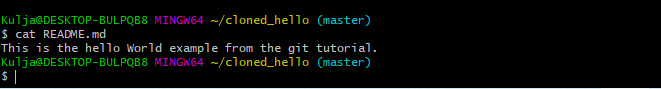 Kulja@DESKTOP-BULPQB8 MINGW64 ~/cloned_hello (master)
$ cat README.md
This is the hello World example from the git tutorial.
Kulja@DESKTOP-BULPQB8 MINGW64 ~/cloned_hello (master)
$